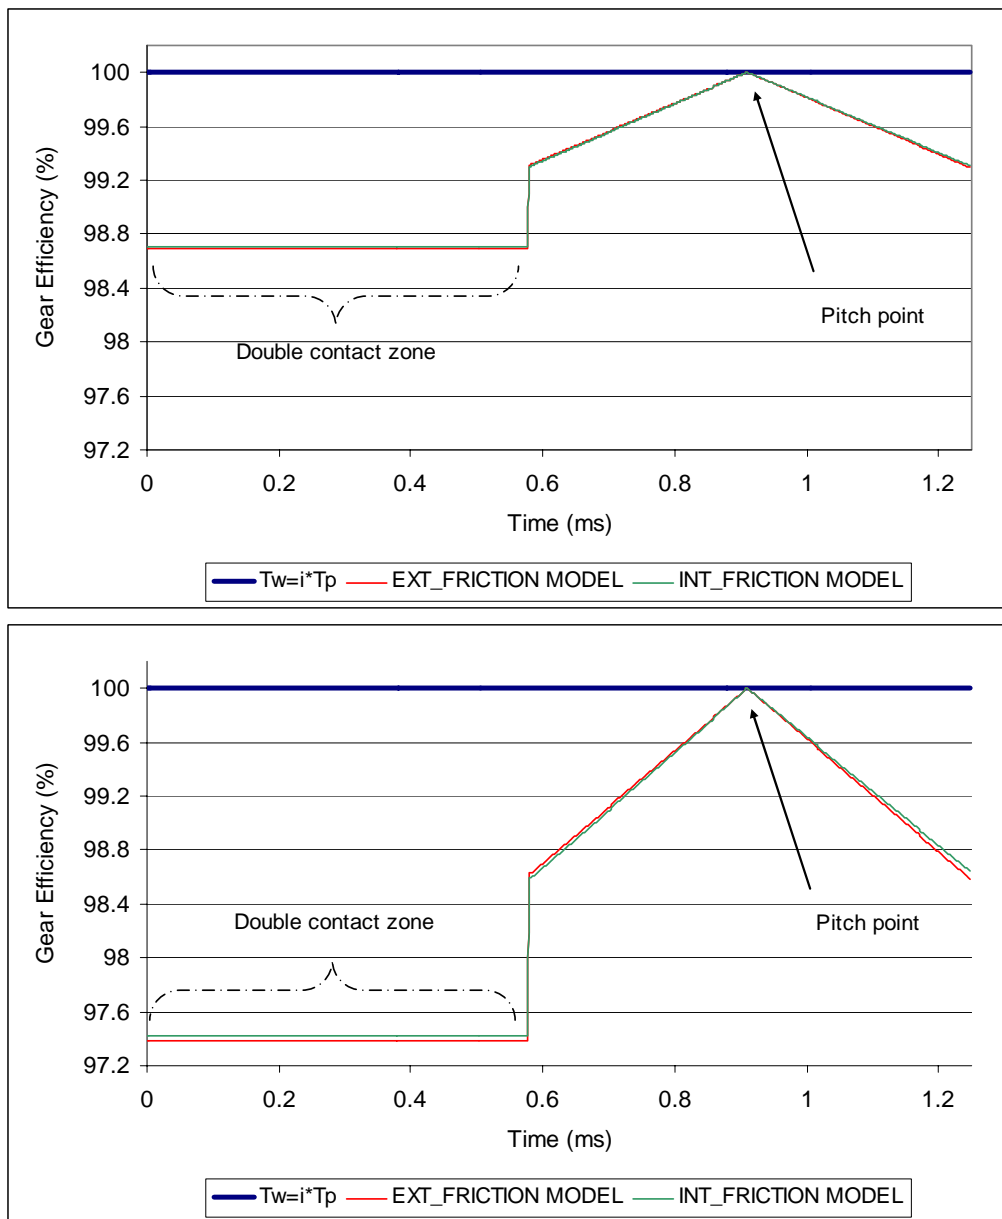 100
99.6
99.2
98.8
98.4
98
97.6
97.2
Gear Efficiency (%)
Double contact zone
Pitch point
0 0.2 0.4 0.6 0.8 1 1.2
Time (ms)
Tw=i*Tp EXT_FRICTION MODEL INT_FRICTION MODEL
100
99.6
99.2
98.8
98.4
98
97.6
97.2
Gear Efficiency (%)
Double contact zone
Pitch point
0 0.2 0.4 0.6 0.8 1 1.2
Time (ms)
Tw=i*Tp EXT_FRICTION MODEL INT_FRICTION MODEL